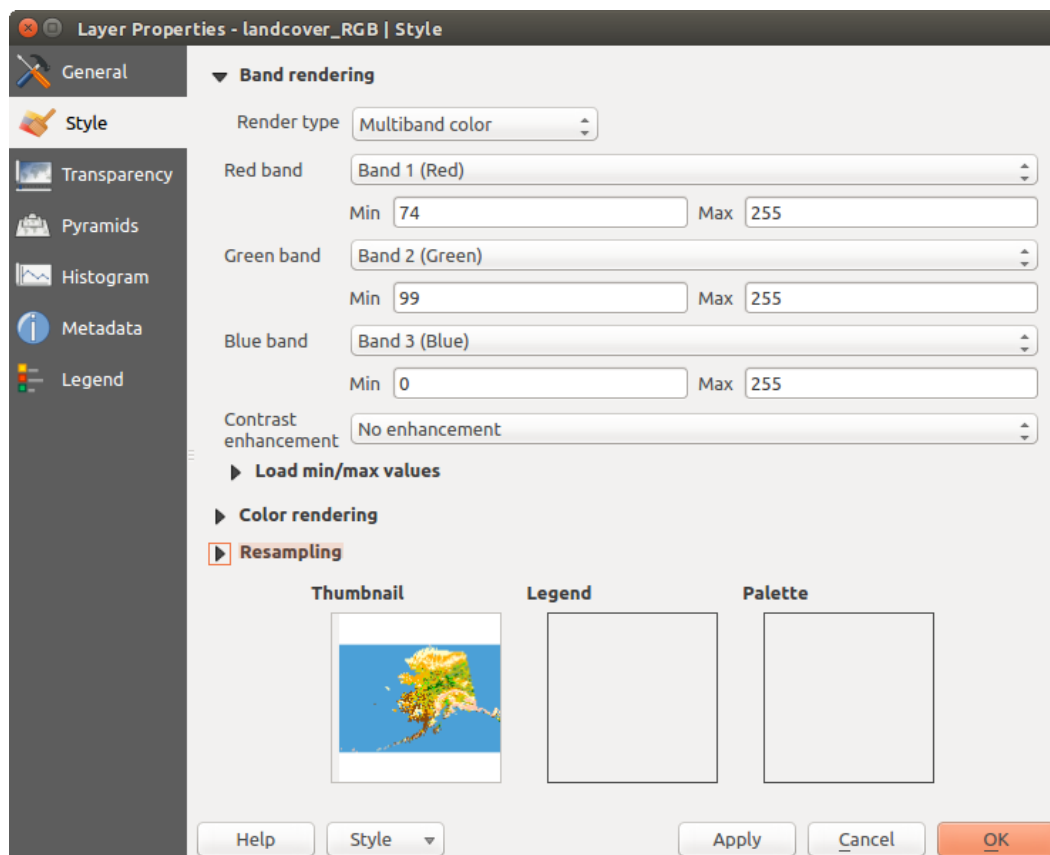 Layer Properties - landcover_RGB | Style
General
Style
Transparency
Pyramids
Histogram
Metadata
Legend
Band rendering
Render type Multiband color
Red band Band 1 (Red)
Min 74 Max 255
Green band Band 2 (Green)
Min 99 Max 255
Blue band Band 3 (Blue)
Min 0 Max 255
Contrast
enhancement No enhancement
Load min/max values
Color rendering
Resampling
Thumbnail Legend Palette
Help Style Apply Cancel OK